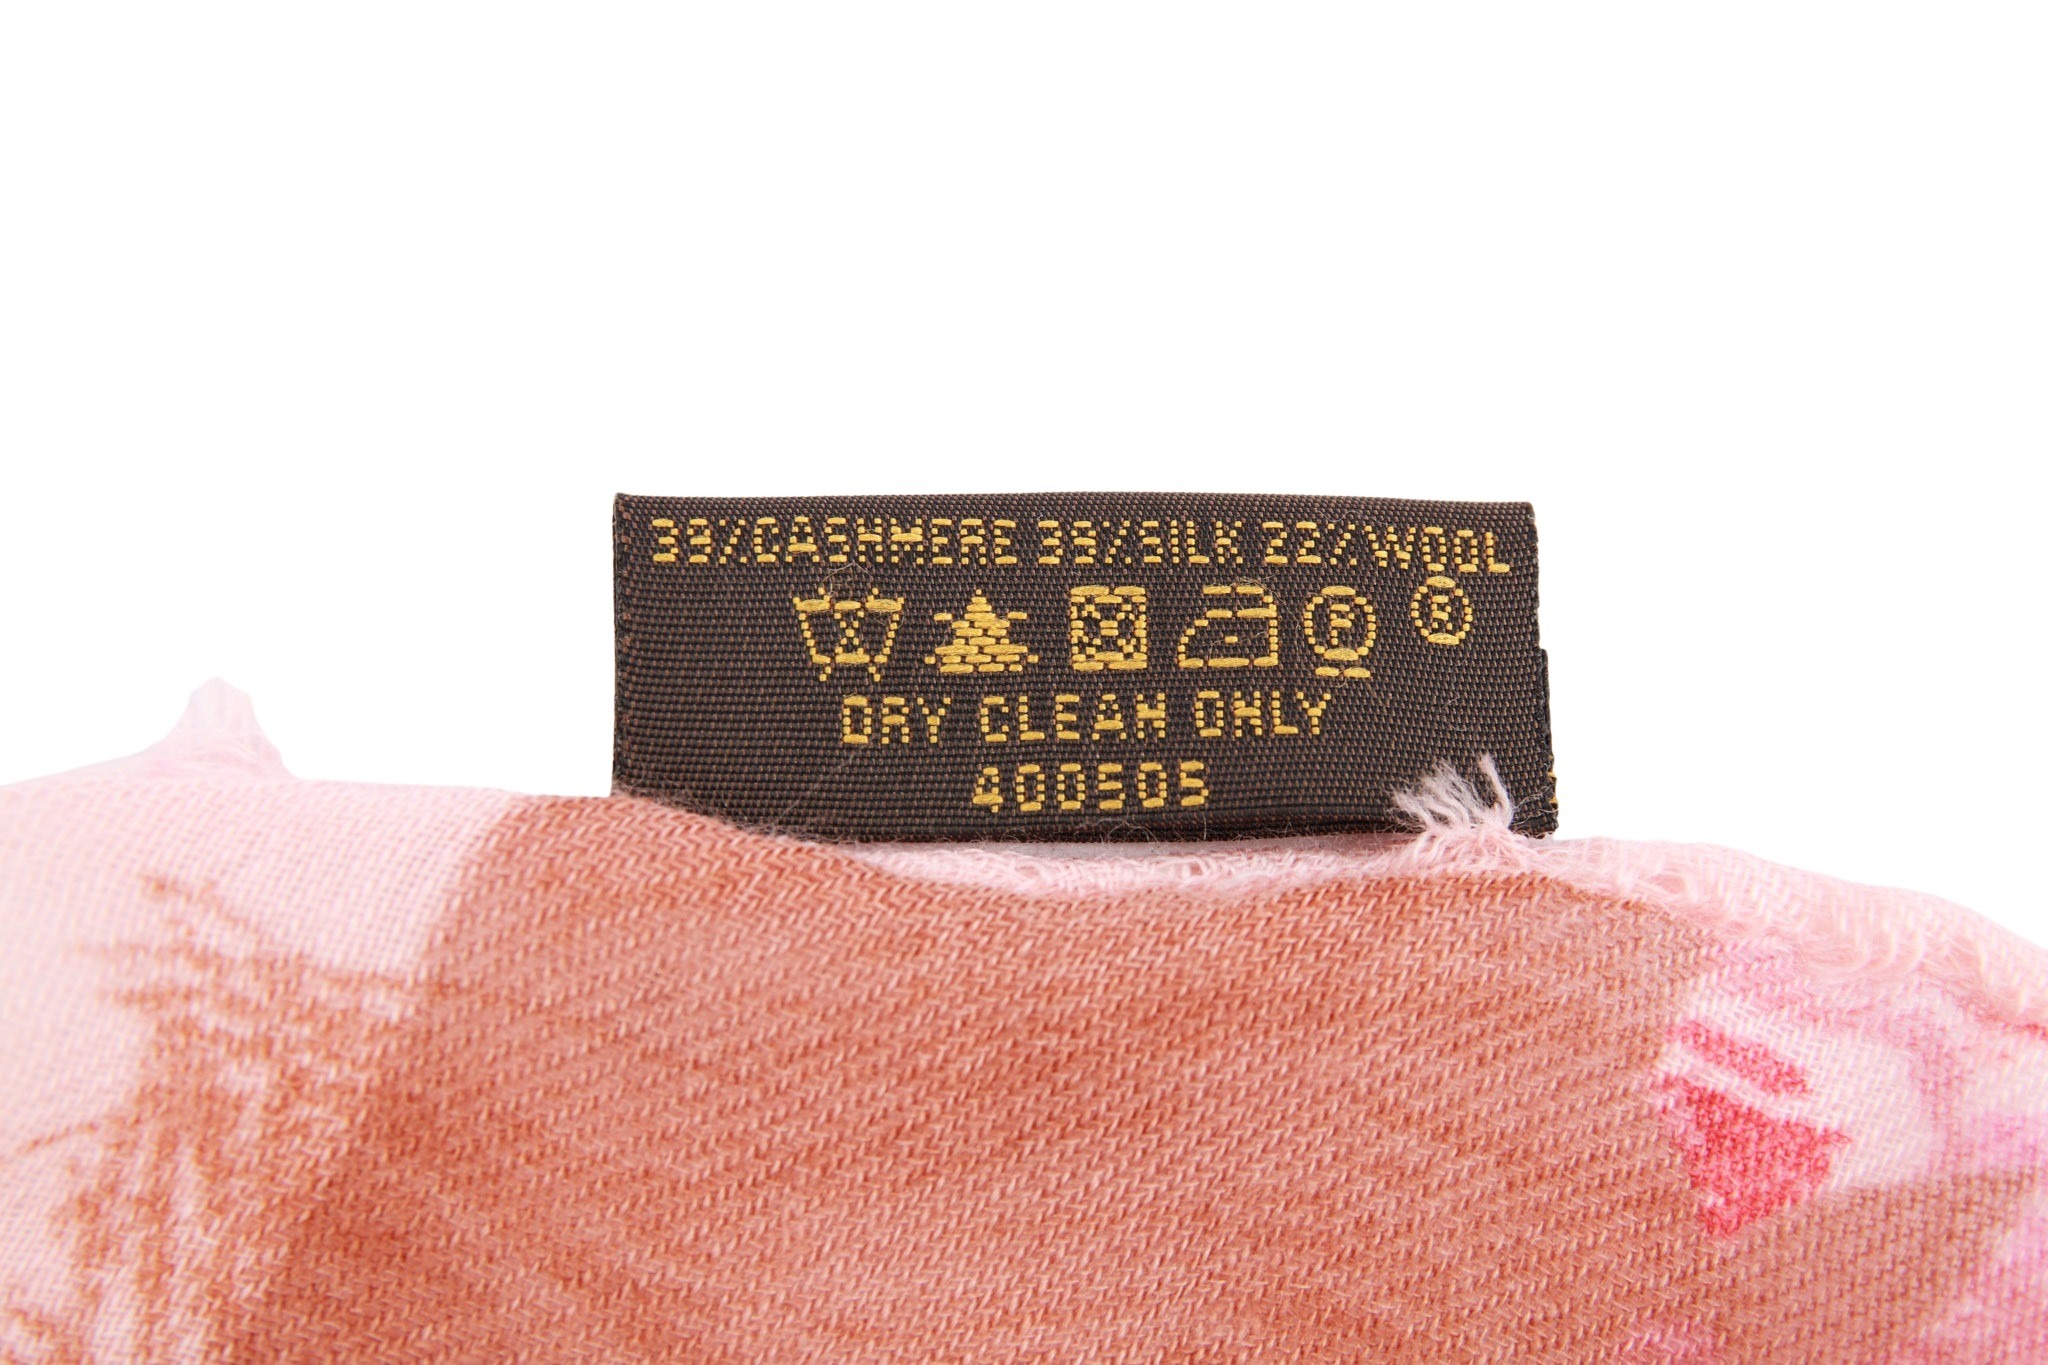 39%CASHMERE 39%SILK 22%WOOL
P ®
DRY CLEAN ONLY
400505